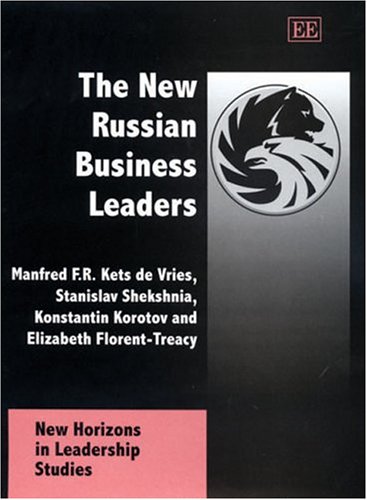 EE
The New
Russian
Business
Leaders
Manfred F.R. Kets de Vries,
Stanislav Shekshnia,
Konstantin Korotov and
Elizabeth Florent-Treacy
New Horizons
in Leadership
Studies